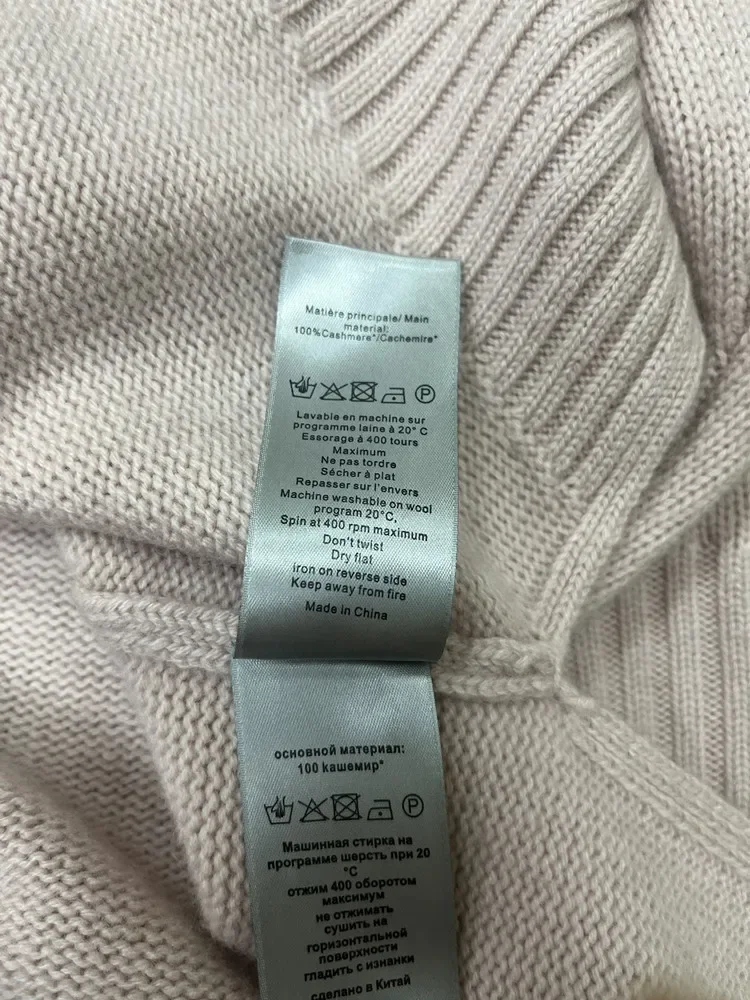 Matière principale/ Main
material:
100%Cashmere*/Cachemire*
P
Lavable en machine sur
programme laine à 20° C
Essorage à 400 tours
Maximum
Ne pas tordre
Sécher à plat
Repasser sur l'envers
Machine washable on wool
program 20°C,
Spin at 400 rpm maximum
Don't twist
Dry flat
iron on reverse side
Keep away from fire
Made in China
основной материал:
100 кашемир*
P
Машинная стирка на
программе шерсть при 20
°C
отжим 400 оборотом
максимум
не отжимать
сушить на
горизонтальной
поверхности
гладить с изнанки
сделано в Китай